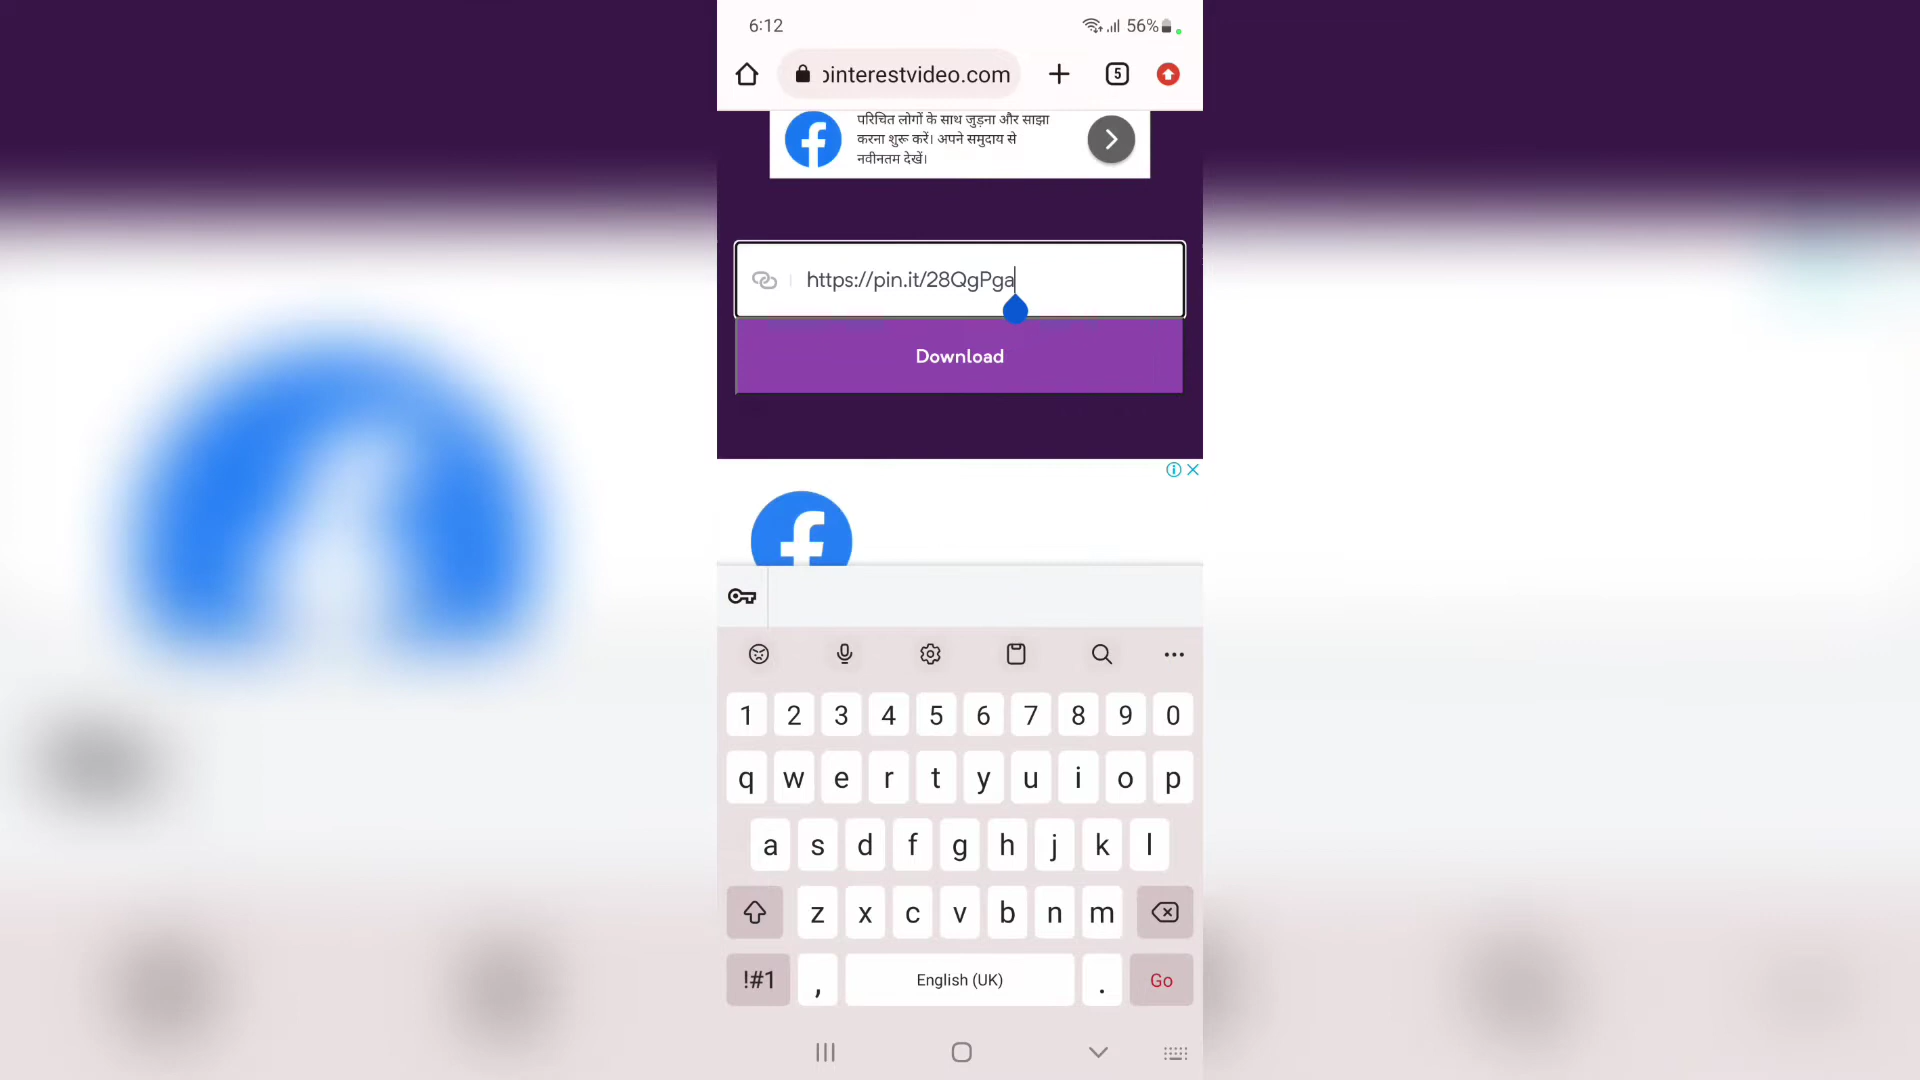 6:12
56%
pinterestvideo.com
5
परिचित लोगों के साथ जुड़ना और साझा
करना शुरू करें। अपने समुदाय से
नवीनतम देखें।
https://pin.it/28QgPga
Download
1 2 3 4 5 6 7 8 9 0
q w e r t y u i o p
a s d f g h j k l
z x c v b n m
!#1 , English (UK) . Go